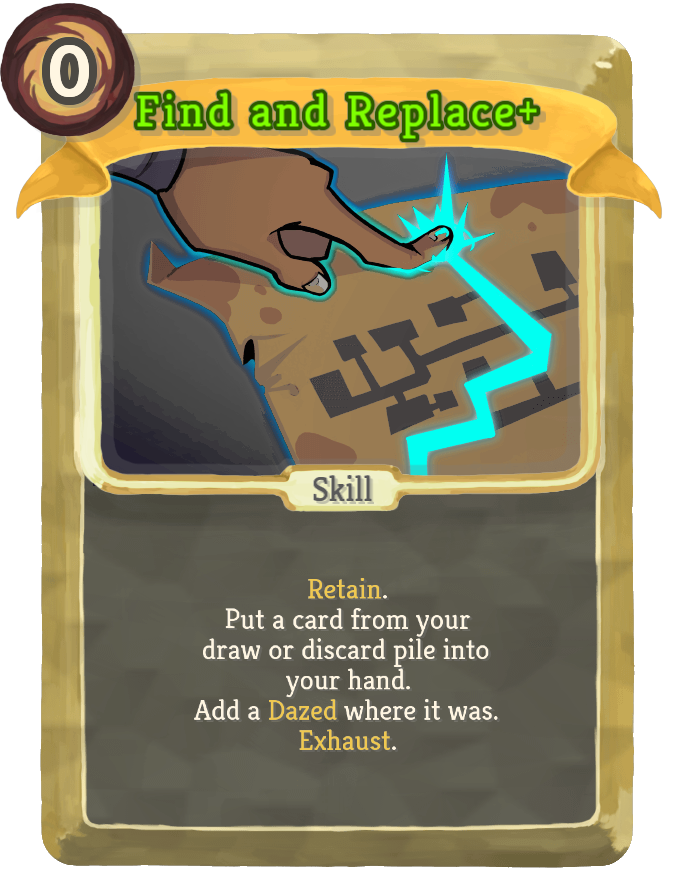 0
Find and Replace+
Skill
Retain.
Put a card from your
draw or discard pile into
your hand.
Add a Dazed where it was.
Exhaust.